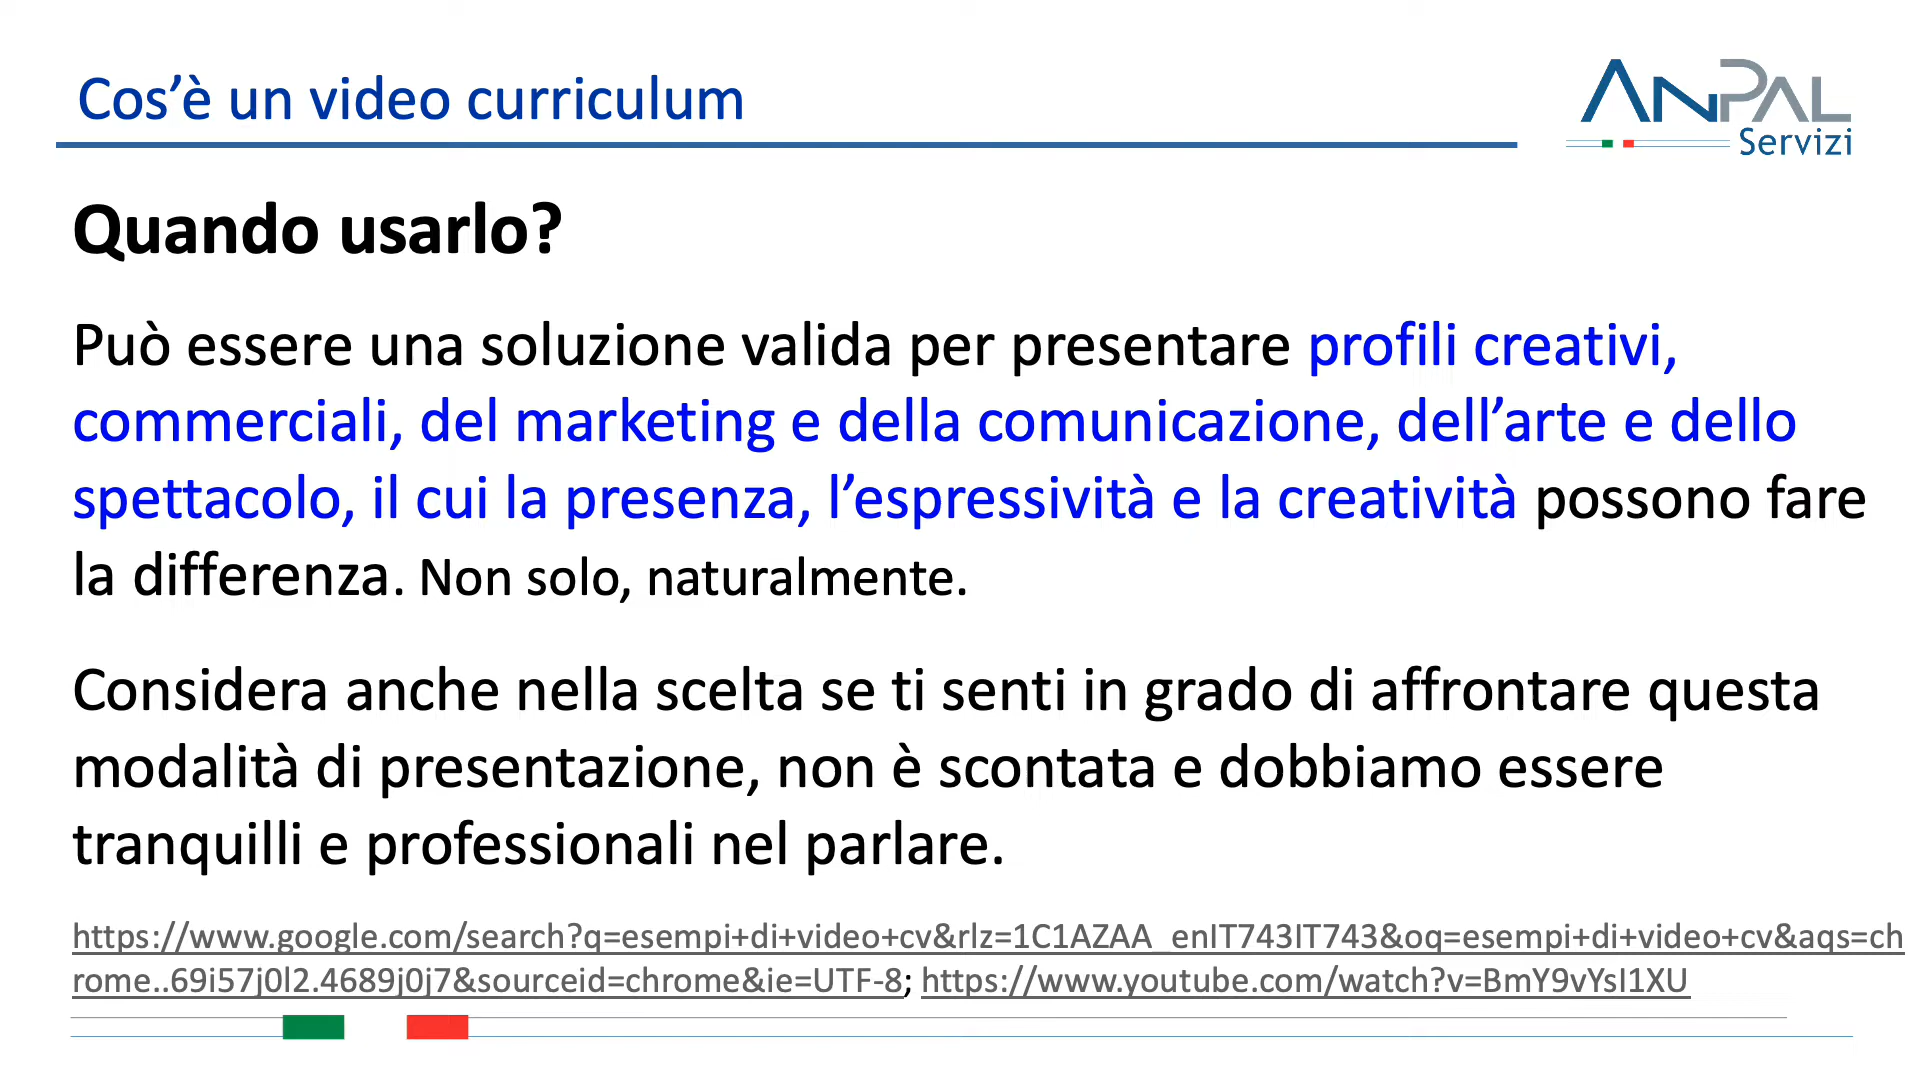 Cos’è un video curriculum
ANPAL
Servizi
Quando usarlo?
Può essere una soluzione valida per presentare profili creativi,
commerciali, del marketing e della comunicazione, dell’arte e dello
spettacolo, il cui la presenza, l’espressività e la creatività possono fare
la differenza. Non solo, naturalmente.
Considera anche nella scelta se ti senti in grado di affrontare questa
modalità di presentazione, non è scontata e dobbiamo essere
tranquilli e professionali nel parlare.
https://www.google.com/search?q=esempi+di+video+cv&rlz=1C1AZAA_enIT743IT743&oq=esempi+di+video+cv&aqs=ch
rome..69i57j0l2.4689j0j7&sourceid=chrome&ie=UTF-8; https://www.youtube.com/watch?v=BmY9vYsI1XU